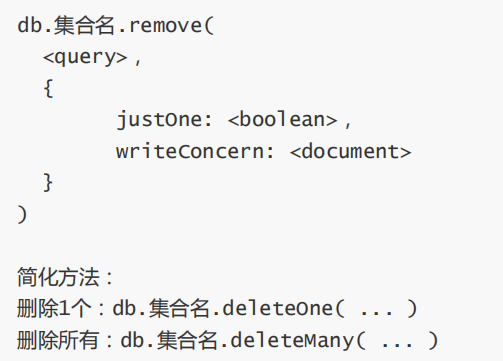 db.集合名.remove(
  <query>,
  {
        justOne: <boolean>,
        writeConcern: <document>
  }
)
简化方法：
删除1个：db.集合名.deleteOne( ... )
删除所有：db.集合名.deleteMany( ... )